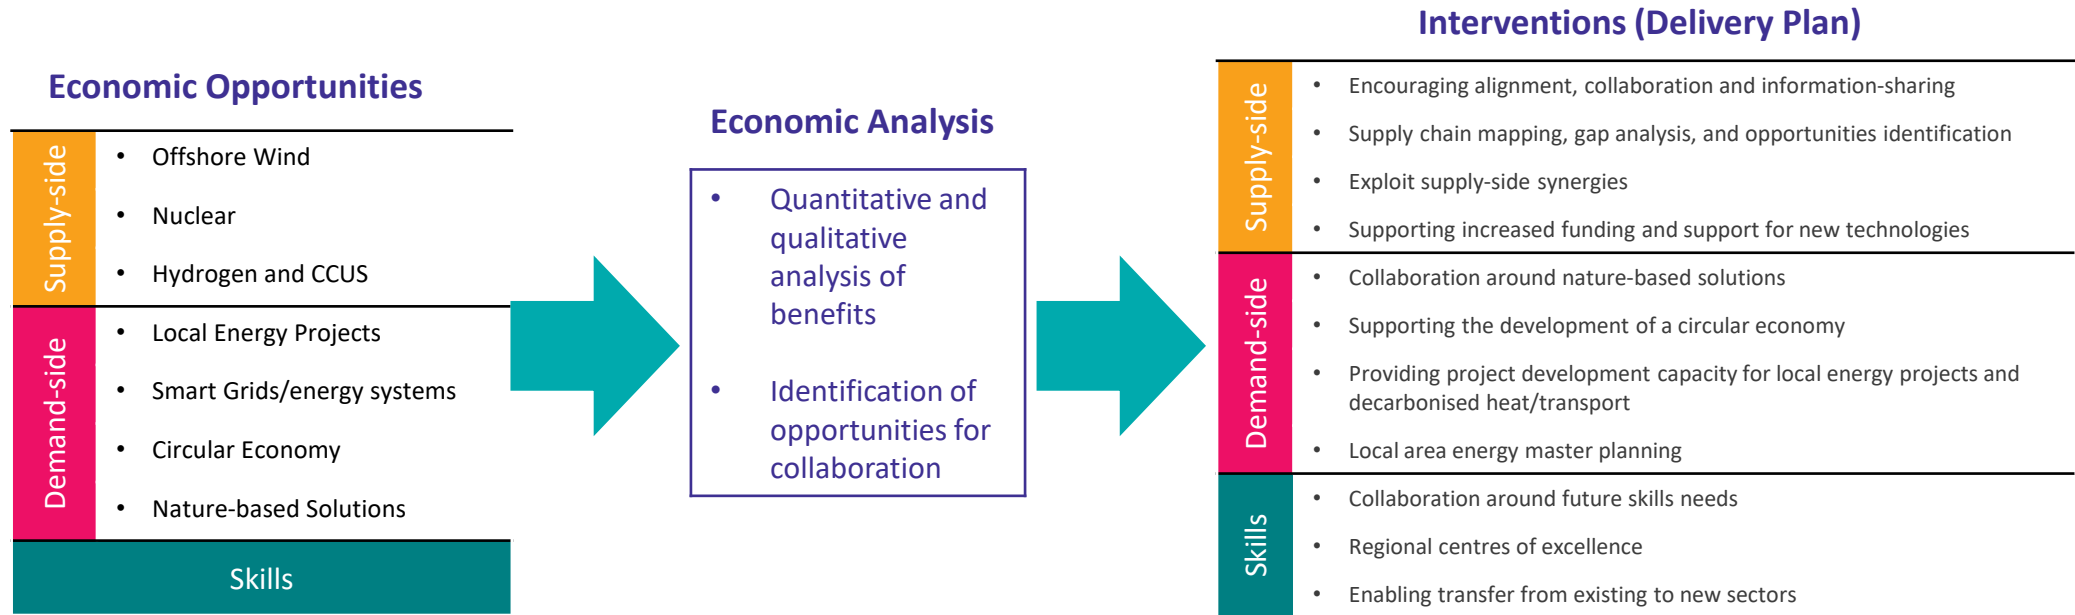 Economic Opportunities
Supply-side
• Offshore Wind
• Nuclear
• Hydrogen and CCUS
Demand-side
• Local Energy Projects
• Smart Grids/energy systems
• Circular Economy
• Nature-based Solutions
Skills
Economic Analysis
• Quantitative and
qualitative
analysis of
benefits
• Identification of
opportunities for
collaboration
Interventions (Delivery Plan)
Supply-side
• Encouraging alignment, collaboration and information-sharing
• Supply chain mapping, gap analysis, and opportunities identification
• Exploit supply-side synergies
• Supporting increased funding and support for new technologies
Demand-side
• Collaboration around nature-based solutions
• Supporting the development of a circular economy
• Providing project development capacity for local energy projects and
decarbonised heat/transport
• Local area energy master planning
Skills
• Collaboration around future skills needs
• Regional centres of excellence
• Enabling transfer from existing to new sectors